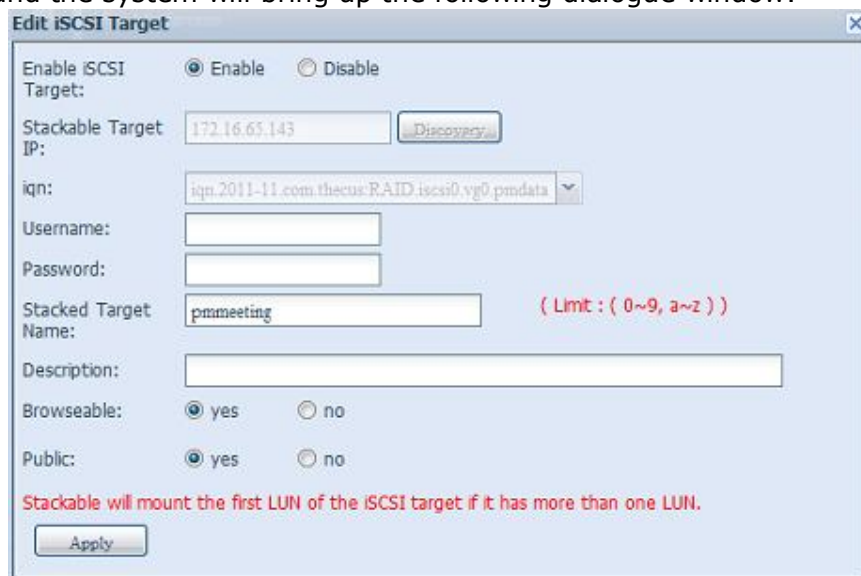 and the system will bring up the following dialogue window.
Edit iSCSI Target
Enable iSCSI Target: Enable Disable
Stackable Target IP: 172.16.65.143 Discovery
iqn: iqn.2011-11.com.thecus:RAID.iscsi0.vg0.pmdata
Username:
Password:
Stacked Target Name: pmmeeting ( Limit : ( 0~9, a~z ) )
Description:
Browseable: yes no
Public: yes no
Stackable will mount the first LUN of the iSCSI target if it has more than one LUN.
Apply